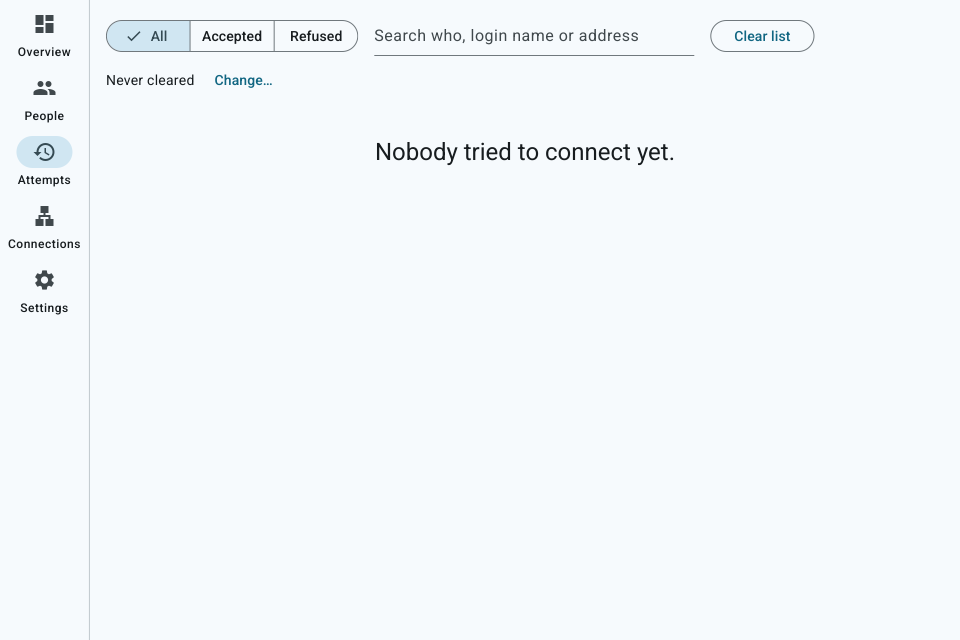 Overview
People
Attempts
Connections
Settings
All
Accepted
Refused
Search who, login name or address
Clear list
Never cleared
Change…
Nobody tried to connect yet.